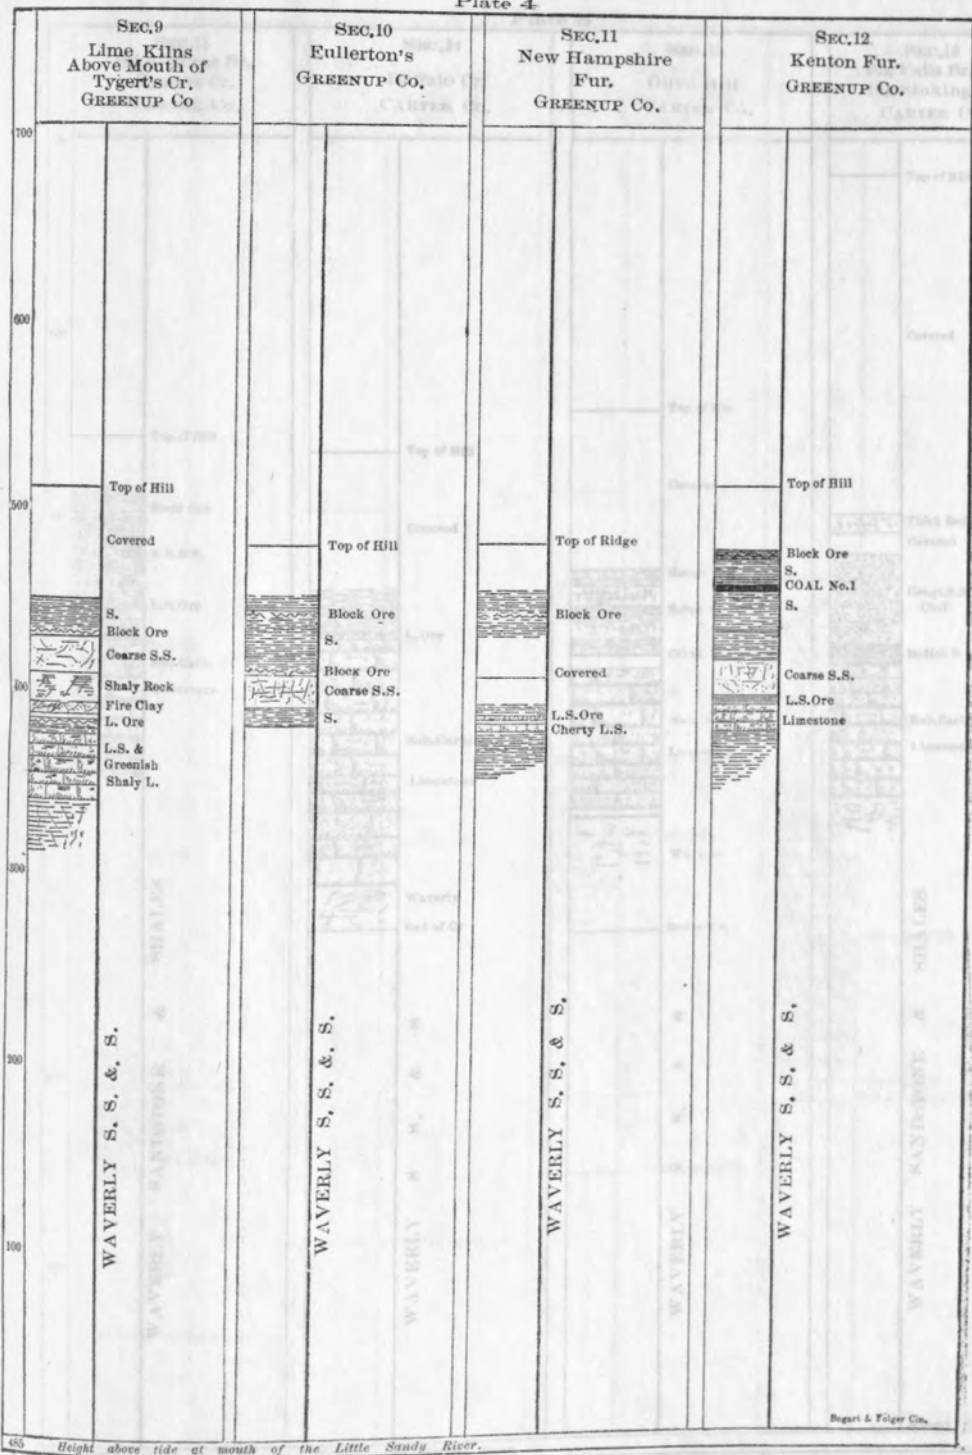 Plate 4
SEC.9
Lime Kilns
Above Mouth of
Tygert's Cr.
GREENUP Co
SEC.10
Eullerton's
GREENUP Co.
SEC.11
New Hampshire
Fur.
GREENUP Co.
SEC.12
Kenton Fur.
GREENUP Co.
700
600
500
400
300
200
100
Top of Hill
Covered
S.
Block Ore
Coarse S.S.
Shaly Rock
Fire Clay
L. Ore
L.S. &
Greenish
Shaly L.
WAVERLY S. S. &. S.
Top of Hill
Block Ore
S.
Block Ore
Coarse S.S.
S.
WAVERLY S. S. &. S.
Top of Ridge
Block Ore
Covered
L.S.Ore
Cherty L.S.
WAVERLY S. S. & S.
Top of Hill
Block Ore
S.
COAL No.1
S.
Coarse S.S.
L.S.Ore
Limestone
WAVERLY S. S. & S.
Bogart & Folger Cin.
485 Height above tide at mouth of the Little Sandy River.